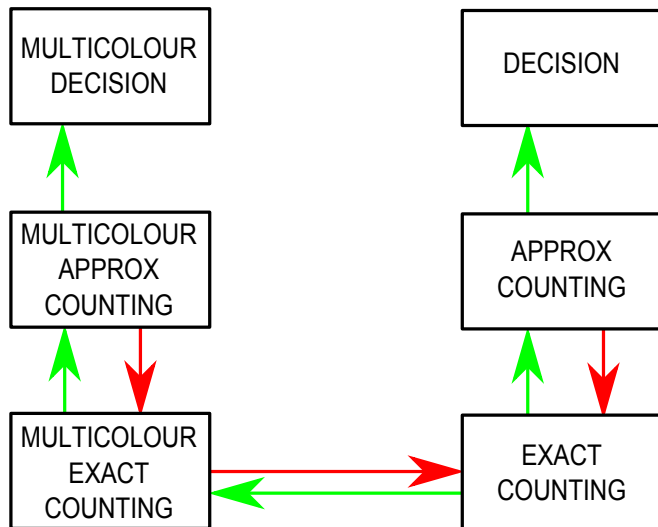 MULTICOLOUR
DECISION
DECISION
MULTICOLOUR
APPROX
COUNTING
APPROX
COUNTING
MULTICOLOUR
EXACT
COUNTING
EXACT
COUNTING